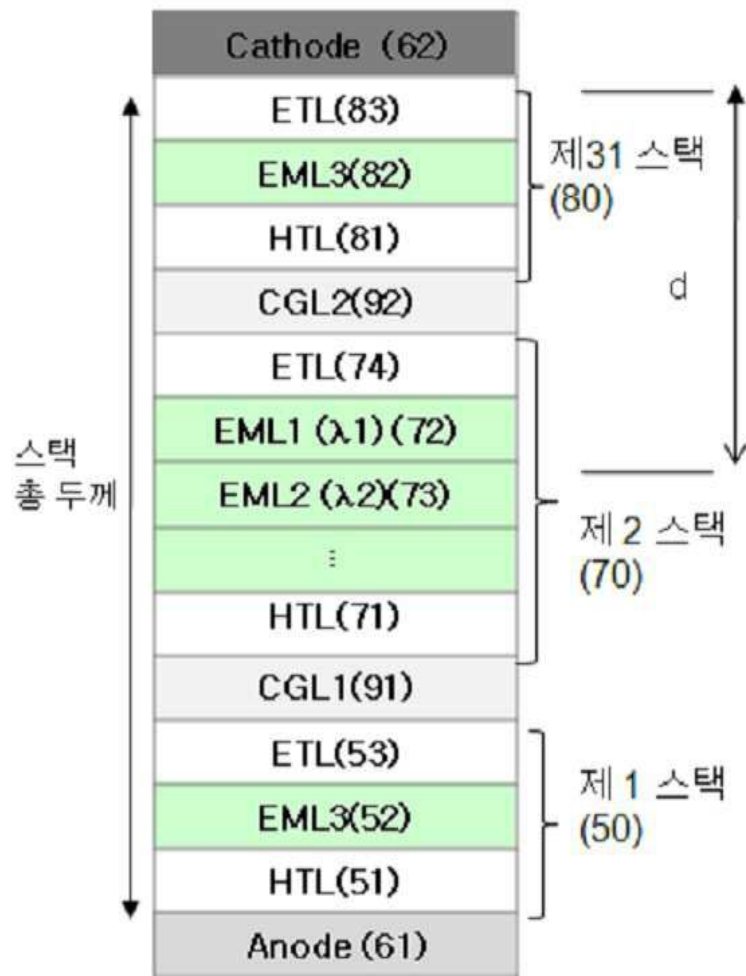 Cathode (62)
ETL(83)
EML3(82)
HTL(81)
CGL2(92)
ETL(74)
EML1 (λ1)(72)
EML2 (λ2)(73)
⋮
HTL(71)
CGL1(91)
ETL(53)
EML3(52)
HTL(51)
Anode (61)
스택
총 두께
제31 스택
(80)
d
제 2 스택
(70)
제 1 스택
(50)